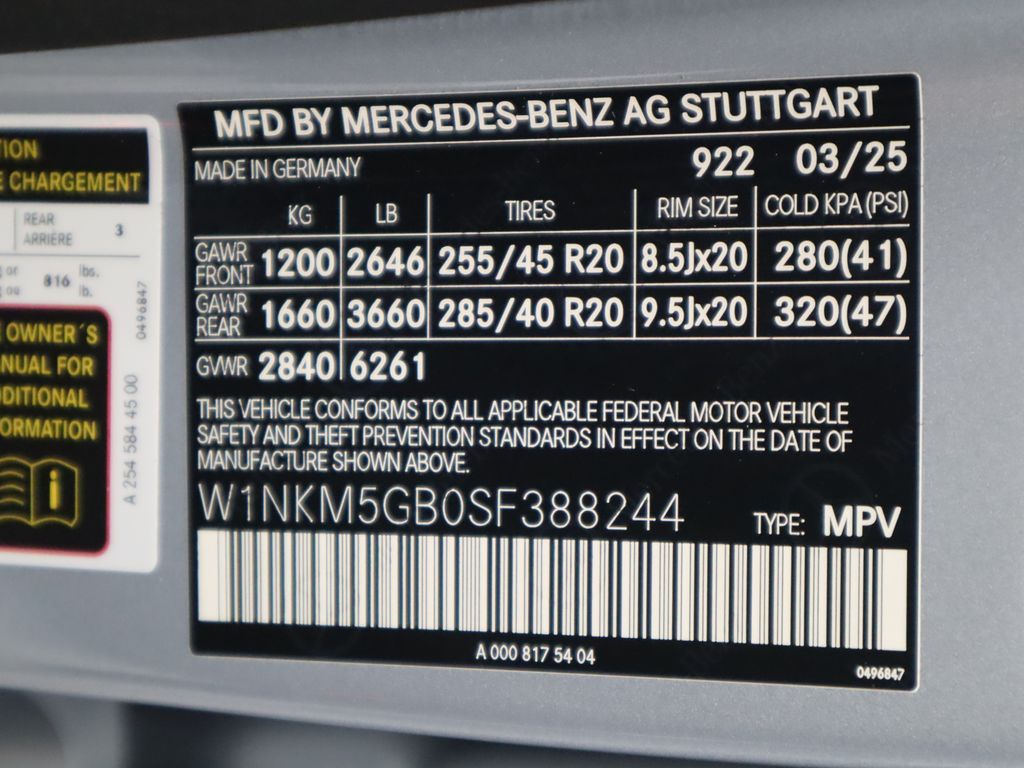 MFD BY MERCEDES-BENZ AG STUTTGART
MADE IN GERMANY 922 03/25
KG LB TIRES RIM SIZE COLD KPA (PSI)
GAWR FRONT 1200 2646 255/45 R20 8.5Jx20 280(41)
GAWR REAR 1660 3660 285/40 R20 9.5Jx20 320(47)
GVWR 2840 6261
THIS VEHICLE CONFORMS TO ALL APPLICABLE FEDERAL MOTOR VEHICLE
SAFETY AND THEFT PREVENTION STANDARDS IN EFFECT ON THE DATE OF
MANUFACTURE SHOWN ABOVE.
W1NKM5GB0SF388244 TYPE: MPV
A 000 817 54 04
0496847
TION
E CHARGEMENT
REAR
ARRIÈRE 3
or 816 lbs.
ou lb.
OWNER´S
NUAL FOR
DITIONAL
ORMATION
0496847
A 254 584 45 00